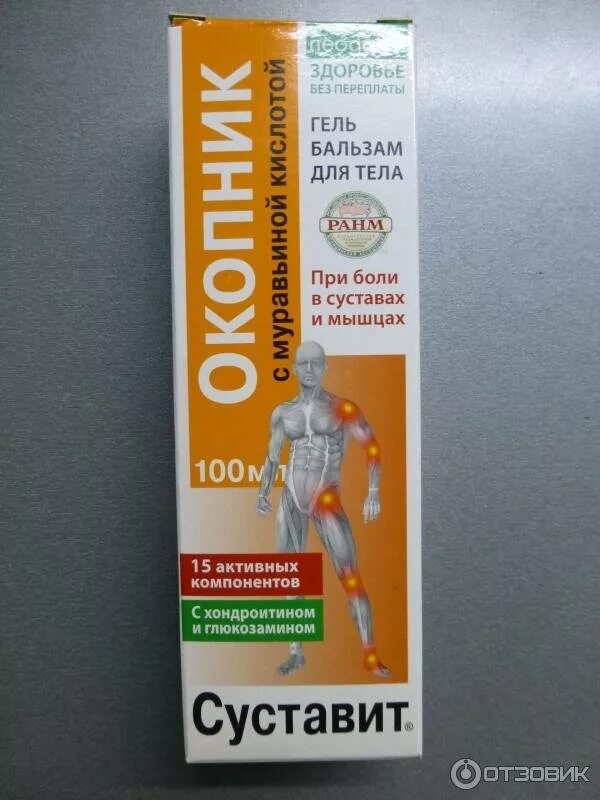 ЗДОРОВЬЕ
БЕЗ ПЕРЕПЛАТЫ
ОКОПНИК
с муравьиной кислотой
ГЕЛЬ
БАЛЬЗАМ
ДЛЯ ТЕЛА
РАНМ
При боли
в суставах
и мышцах
100мл
15 активных
компонентов
С хондроитином
и глюкозамином
Суставит®
ОТЗОВИК